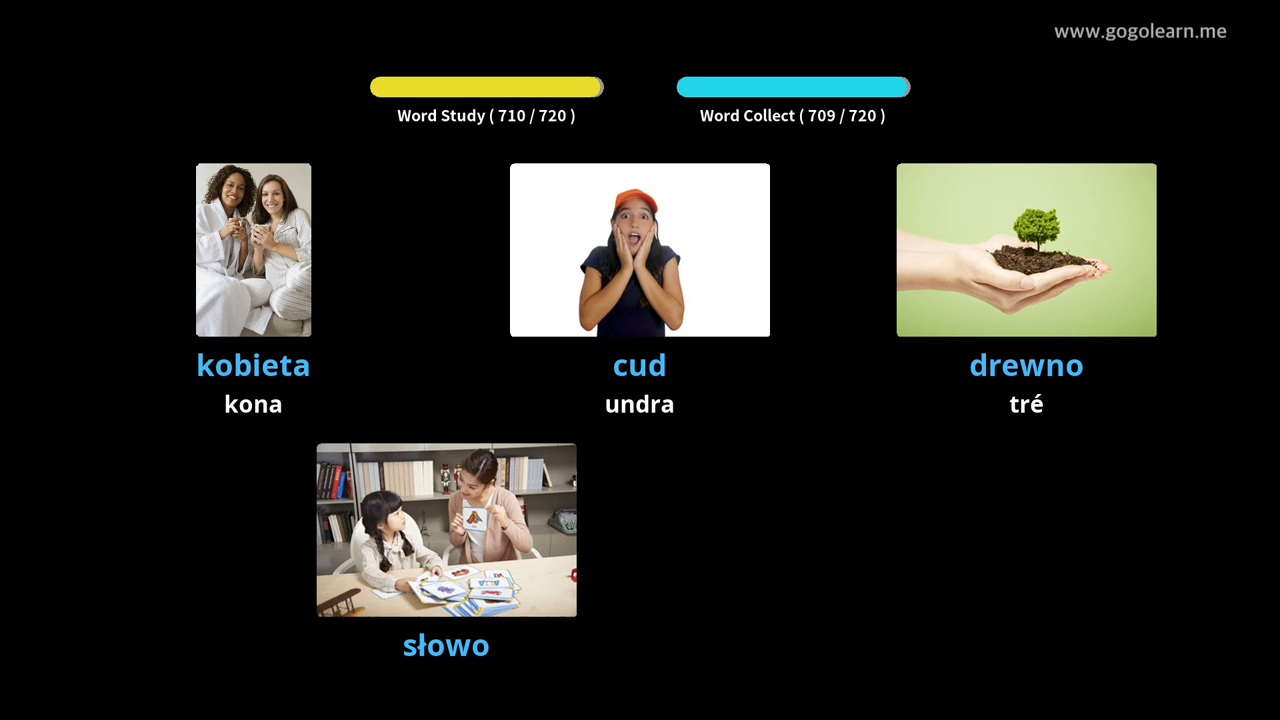 www.gogolearn.me
Word Study ( 710 / 720 )
Word Collect ( 709 / 720 )
kobieta
kona
cud
undra
drewno
tré
słowo